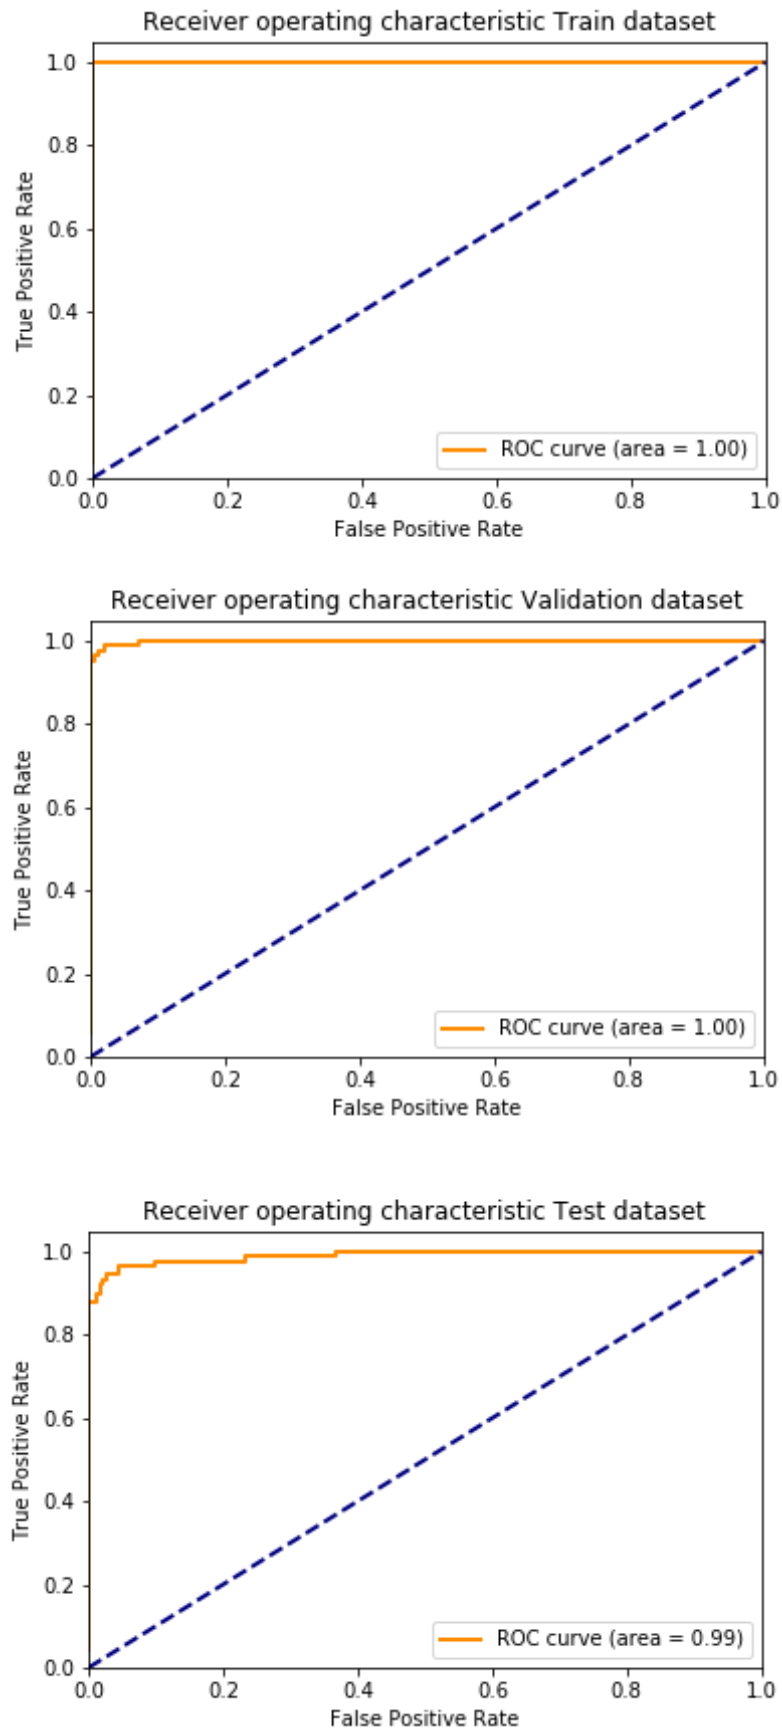 Receiver operating characteristic Train dataset
1.0
0.8
0.6
0.4
0.2
0.0
True Positive Rate
ROC curve (area = 1.00)
0.0 0.2 0.4 0.6 0.8 1.0
False Positive Rate
Receiver operating characteristic Validation dataset
1.0
0.8
0.6
0.4
0.2
0.0
True Positive Rate
ROC curve (area = 1.00)
0.0 0.2 0.4 0.6 0.8 1.0
False Positive Rate
Receiver operating characteristic Test dataset
1.0
0.8
0.6
0.4
0.2
0.0
True Positive Rate
ROC curve (area = 0.99)
0.0 0.2 0.4 0.6 0.8 1.0
False Positive Rate